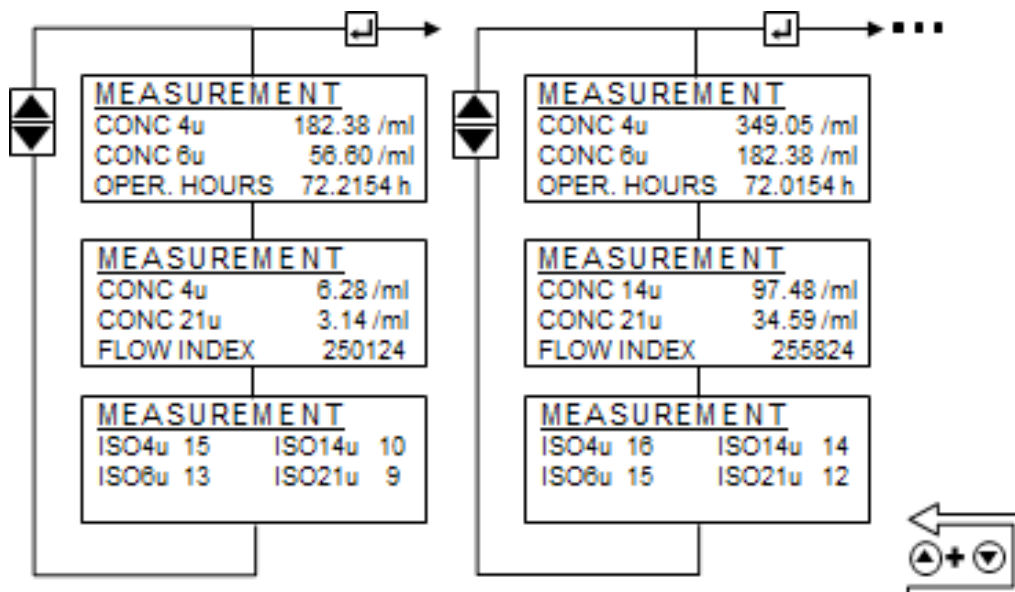 MEASUREMENT
CONC 4u 182.38 /ml
CONC 6u 56.60 /ml
OPER. HOURS 72.2154 h
MEASUREMENT
CONC 4u 6.28 /ml
CONC 21u 3.14 /ml
FLOW INDEX 250124
MEASUREMENT
ISO4u 15 ISO14u 10
ISO6u 13 ISO21u 9
MEASUREMENT
CONC 4u 349.05 /ml
CONC 6u 182.38 /ml
OPER. HOURS 72.0154 h
MEASUREMENT
CONC 14u 97.48 /ml
CONC 21u 34.59 /ml
FLOW INDEX 255824
MEASUREMENT
ISO4u 16 ISO14u 14
ISO6u 15 ISO21u 12
+